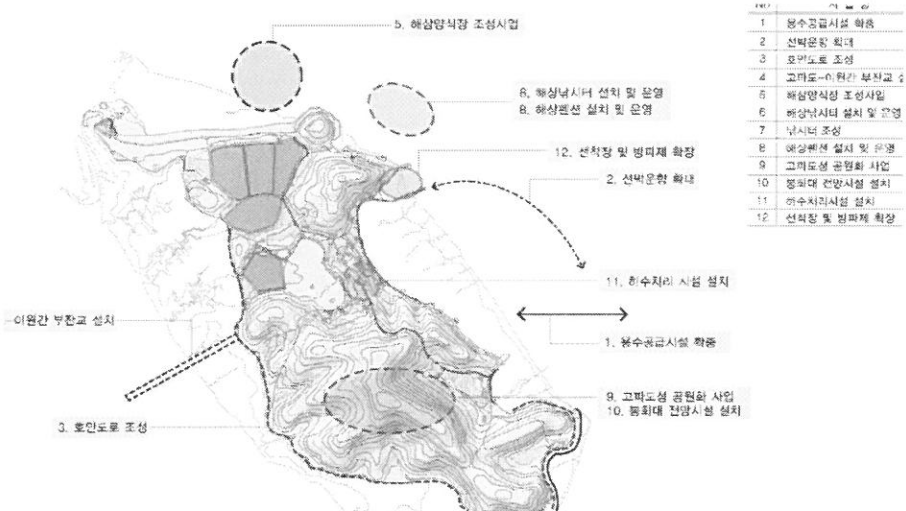 5. 해삼양식장 조성사업
6. 해상낚시터 설치 및 운영
8. 해상펜션 설치 및 운영
12. 선착장 및 방파제 확장
2. 선박운항 확대
11. 하수처리 시설 설치
이원간 부잔교 설치
1. 용수공급시설 확충
9. 고파도성 공원화 사업
10. 봉화대 전망시설 설치
3. 호안도로 조성
NO 시 설 명
1 용수공급시설 확충
2 선박운항 확대
3 호안도로 조성
4 고파도-이원간 부잔교
5 해삼양식장 조성사업
6 해상낚시터 설치 및 운영
7 낚시터 조성
8 해상펜션 설치 및 운영
9 고파도성 공원화 사업
10 봉화대 전망시설 설치
11 하수처리시설 설치
12 선착장 및 방파제 확장